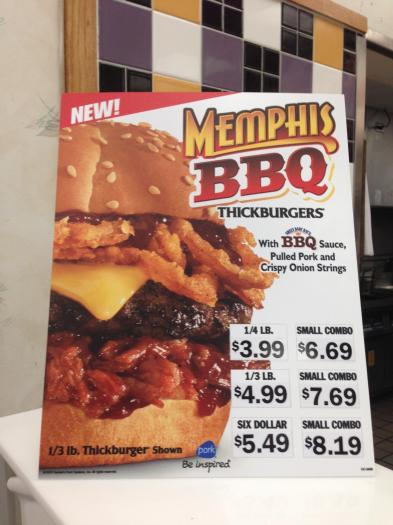 NEW!
MEMPHIS
BBQ
THICKBURGERS
With BBQ Sauce,
Pulled Pork and
Crispy Onion Strings
1/4 LB. SMALL COMBO
$3.99 $6.69
1/3 LB. SMALL COMBO
$4.99 $7.69
SIX DOLLAR SMALL COMBO
$5.49 $8.19
1/3 lb. Thickburger Shown
pork
Be inspired